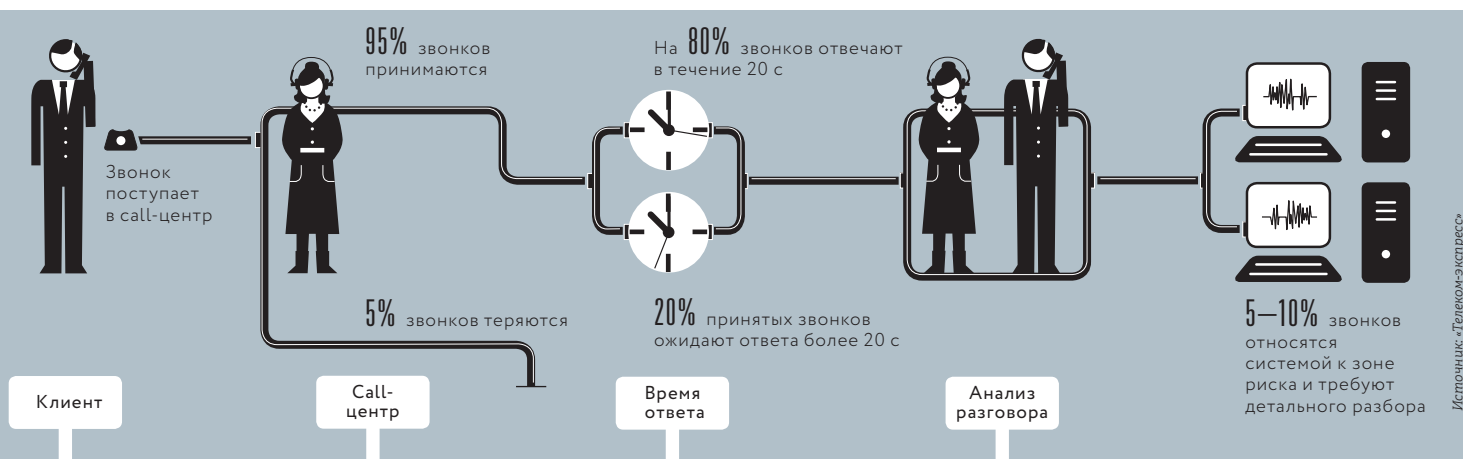 95% звонков
принимаются
На 80% звонков отвечают
в течение 20 с
Звонок
поступает
в call-центр
5% звонков теряются
20% принятых звонков
ожидают ответа более 20 с
5—10% звонков
относятся
системой к зоне
риска и требуют
детального разбора
Источник: «Телеком-экспресс»
Клиент
Call-
центр
Время
ответа
Анализ
разговора